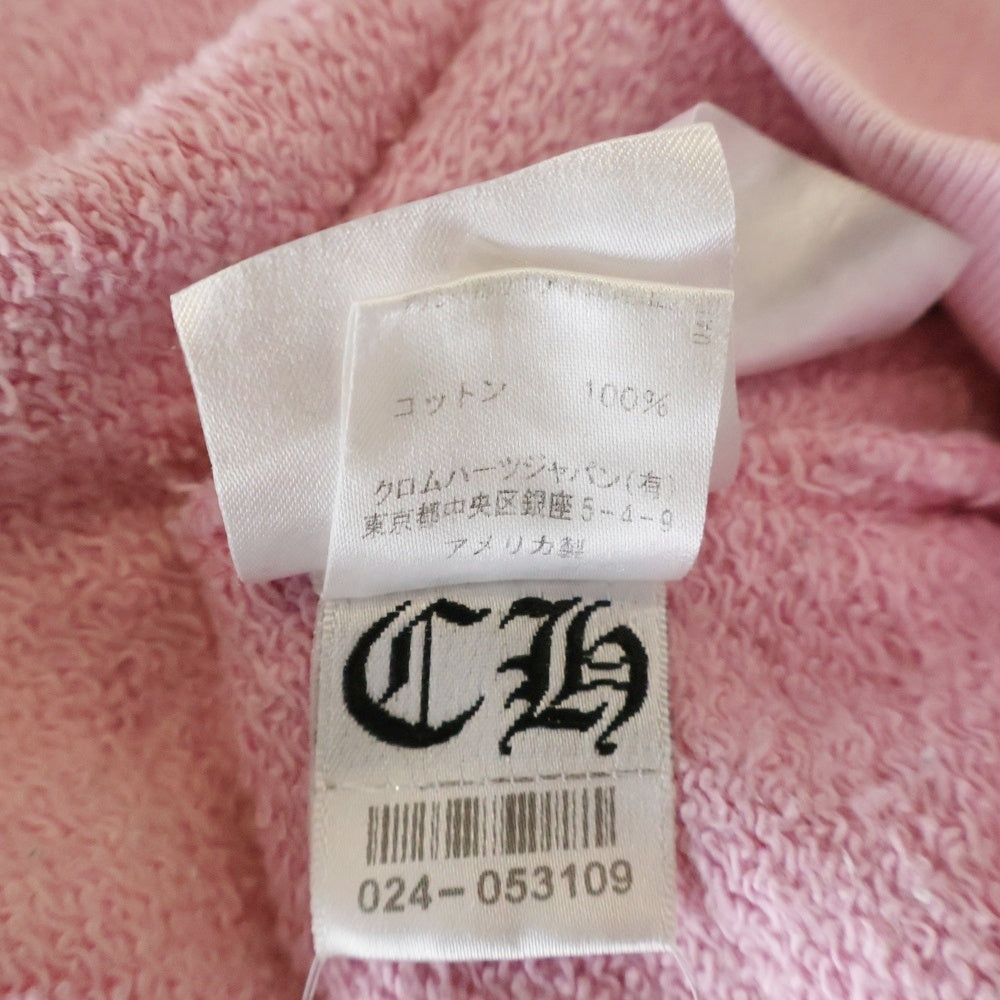 コットン 100%
クロムハーツジャパン(有)
東京都中央区銀座5-4-9
アメリカ製
CH
024-053109